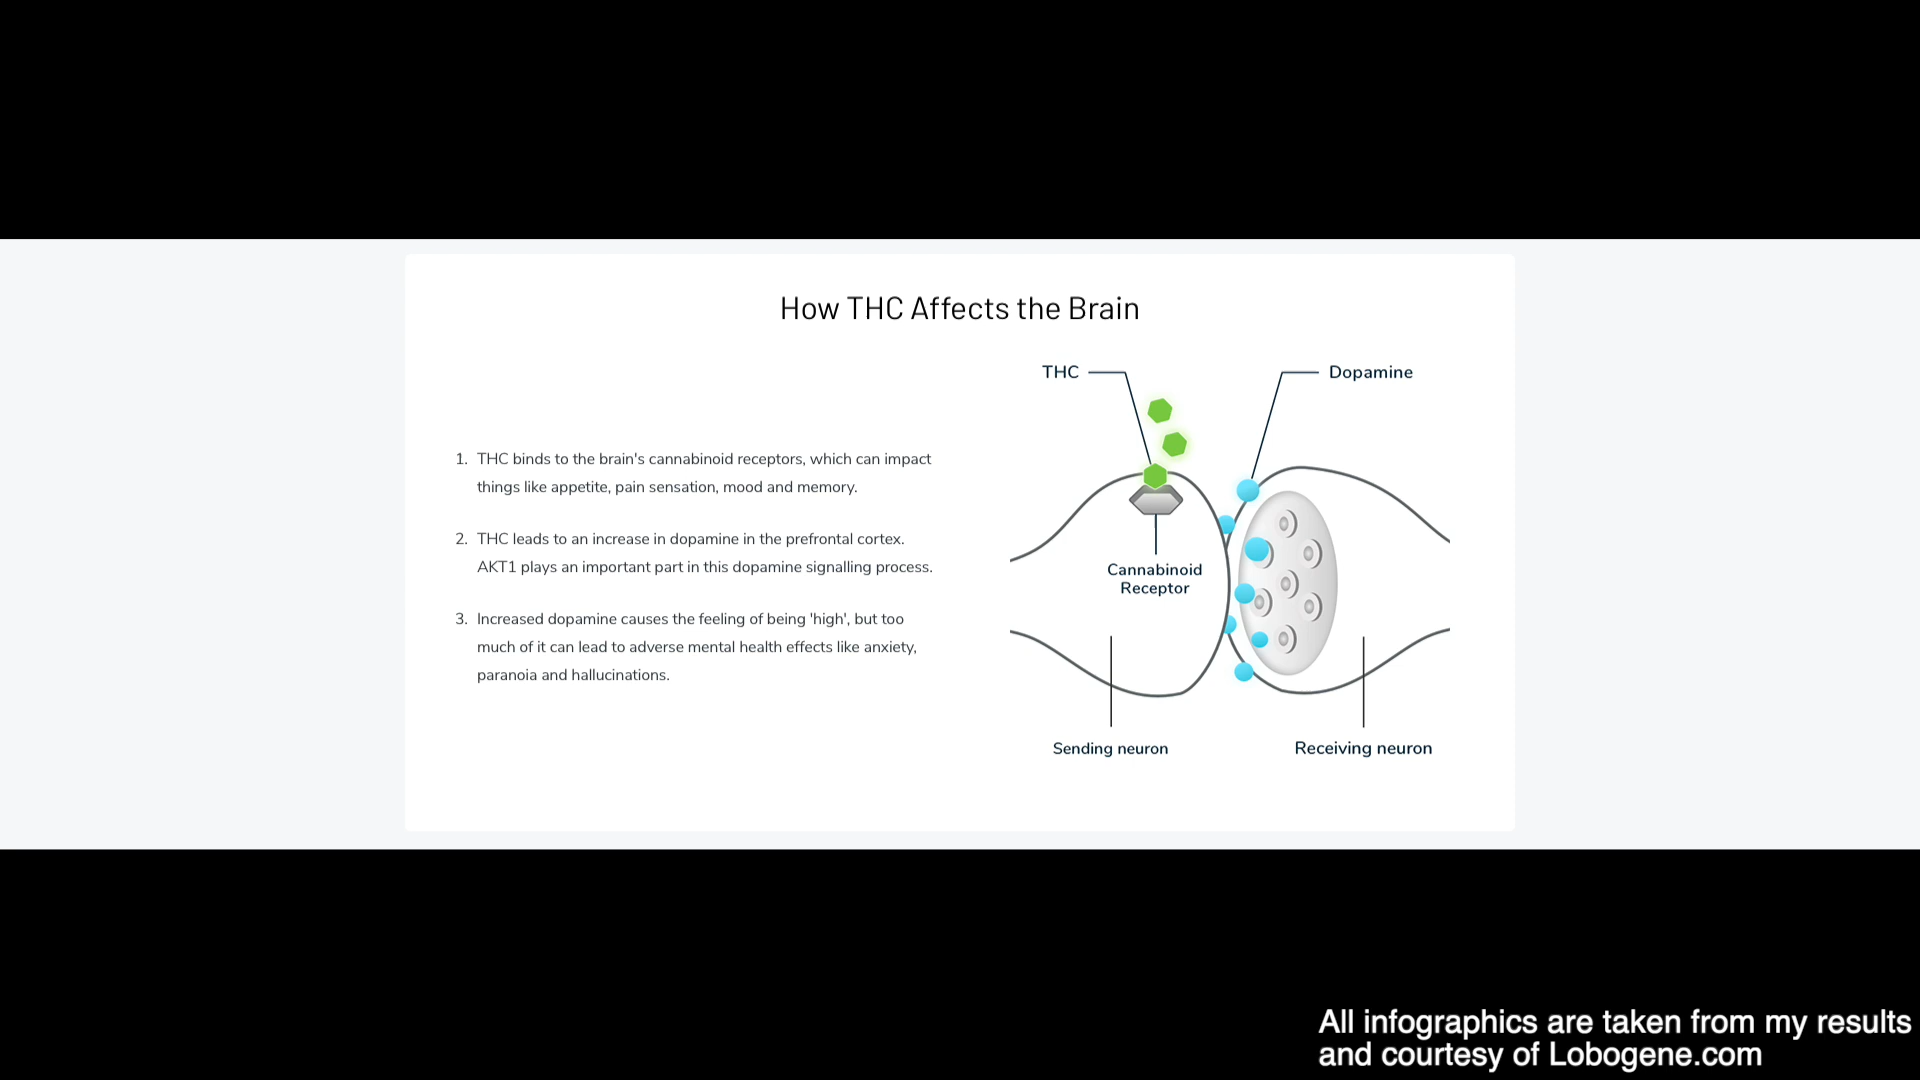 How THC Affects the Brain
1. THC binds to the brain's cannabinoid receptors, which can impact
things like appetite, pain sensation, mood and memory.
2. THC leads to an increase in dopamine in the prefrontal cortex.
AKT1 plays an important part in this dopamine signalling process.
3. Increased dopamine causes the feeling of being 'high', but too
much of it can lead to adverse mental health effects like anxiety,
paranoia and hallucinations.
THC
Dopamine
Cannabinoid
Receptor
Sending neuron
Receiving neuron
All infographics are taken from my results
and courtesy of Lobogene.com